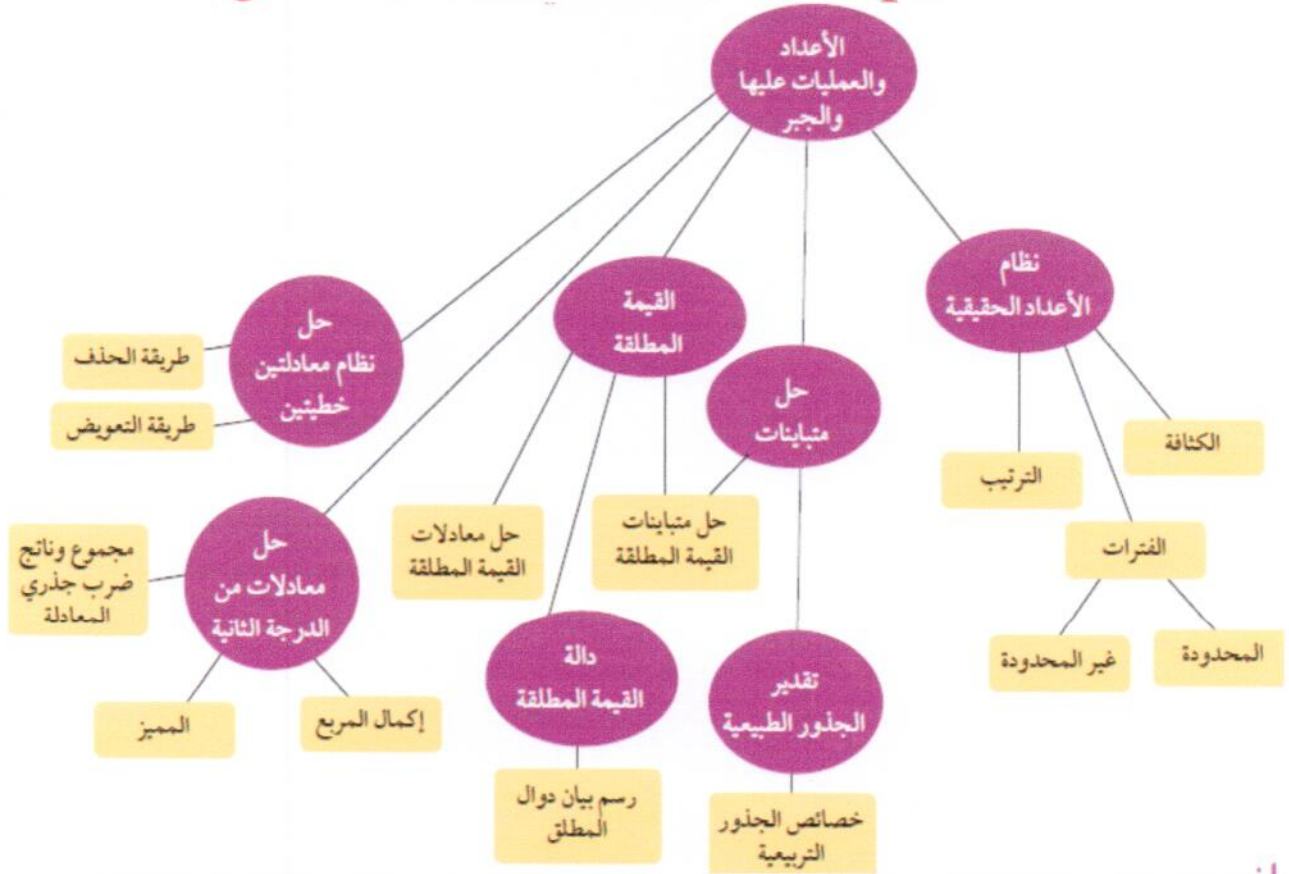 الأعداد
والعمليات عليها
والجبر
نظام
الأعداد الحقيقية
القيمة
المطلقة
حل
نظام معادلتين
خطيتين
طريقة الحذف
طريقة التعويض
حل
متباينات
الكثافة
الترتيب
الفترات
المحدودة
غير المحدودة
حل متباينات
القيمة المطلقة
حل معادلات
القيمة المطلقة
حل
معادلات من
الدرجة الثانية
مجموع وناتج
ضرب جذري
المعادلة
المميز
إكمال المربع
دالة
القيمة المطلقة
رسم بيان دوال
المطلق
تقدير
الجذور الطبيعية
خصائص الجذور
التربيعية